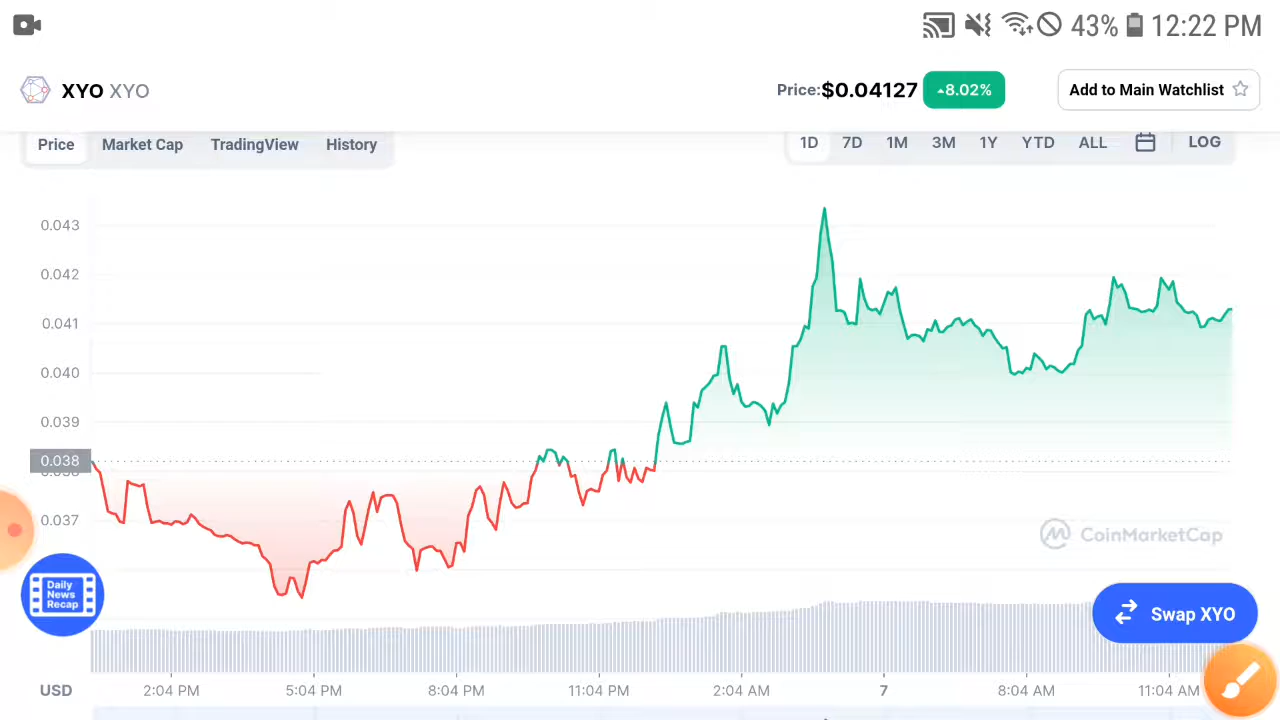 43% 12:22 PM
XYO XYO
Price:$0.04127 8.02% Add to Main Watchlist
Price Market Cap TradingView History
1D 7D 1M 3M 1Y YTD ALL LOG
0.043
0.042
0.041
0.040
0.039
0.038
0.038
0.037
CoinMarketCap
Daily
News
Recap
Swap XYO
USD 2:04 PM 5:04 PM 8:04 PM 11:04 PM 2:04 AM 7 8:04 AM 11:04 AM